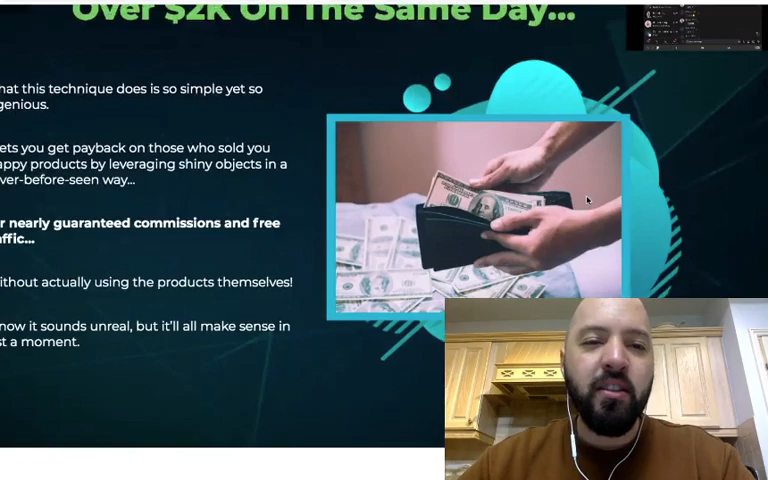 Over $2K On The Same Day...
hat this technique does is so simple yet so
genious.
ets you get payback on those who sold you
appy products by leveraging shiny objects in a
ver-before-seen way...
r nearly guaranteed commissions and free
affic...
ithout actually using the products themselves!
now it sounds unreal, but it'll all make sense in
st a moment.